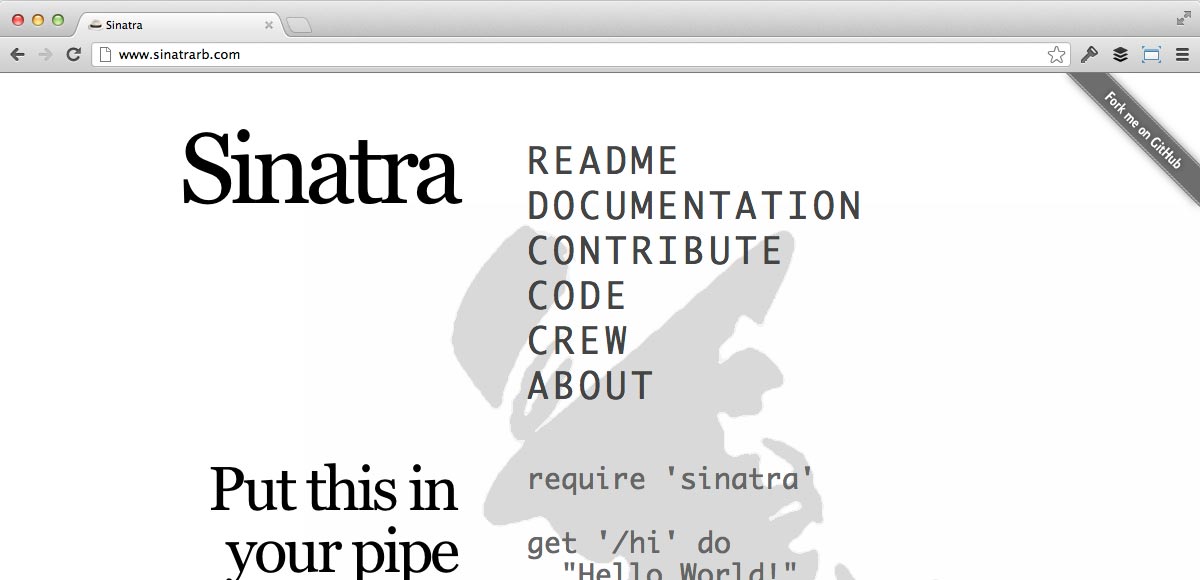 Sinatra
www.sinatrarb.com
Fork me on GitHub
Sinatra
README
DOCUMENTATION
CONTRIBUTE
CODE
CREW
ABOUT
Put this in
your pipe
require 'sinatra'
get '/hi' do
"Hello World!"